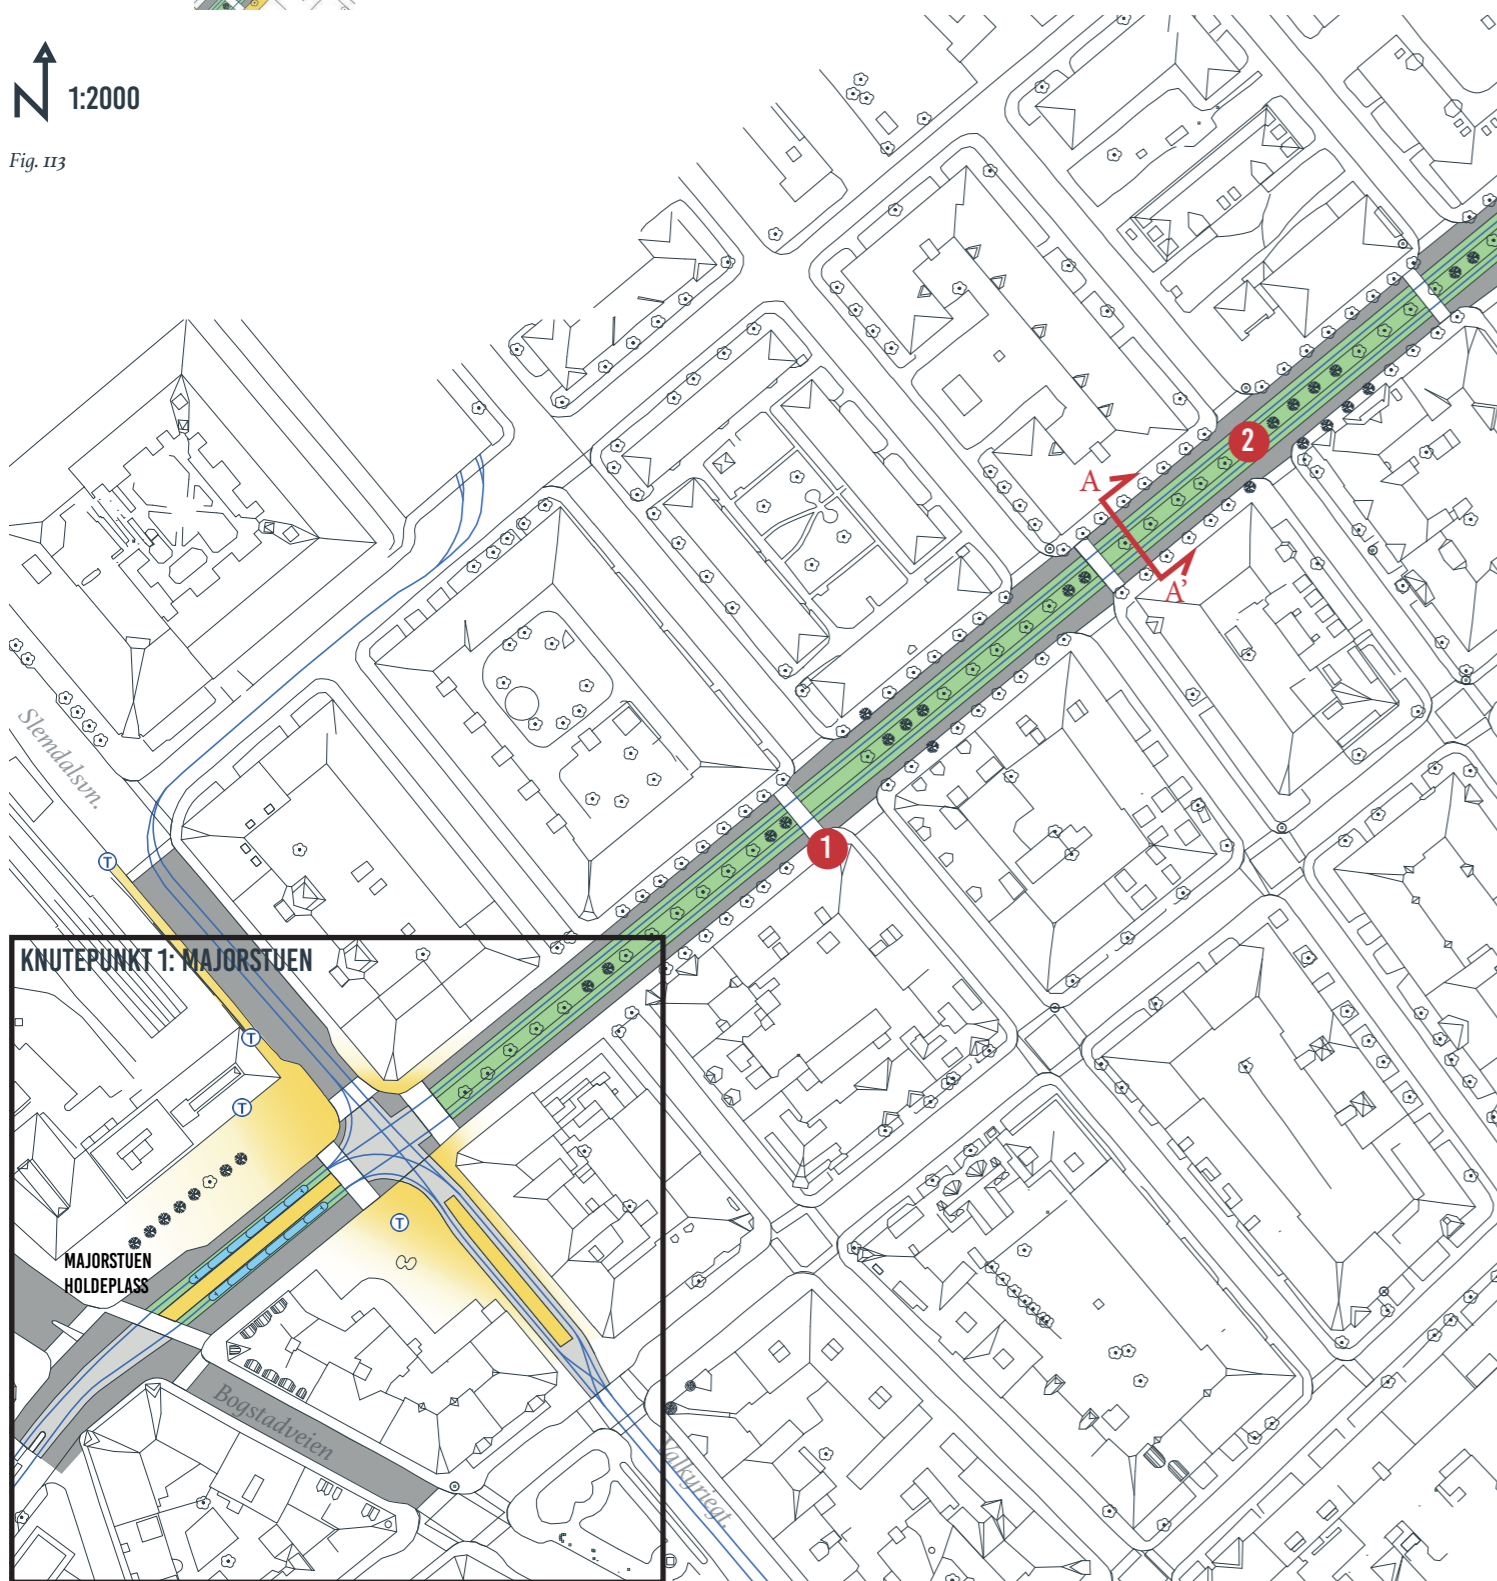 N 1:2000
Fig. 113
2
A
A’
1
Slemdalsvn.
T
KNUTEPUNKT 1: MAJORSTUEN
T
T
T
MAJORSTUEN
HOLDEPLASS
Bogstadveien
Valkyriegt.